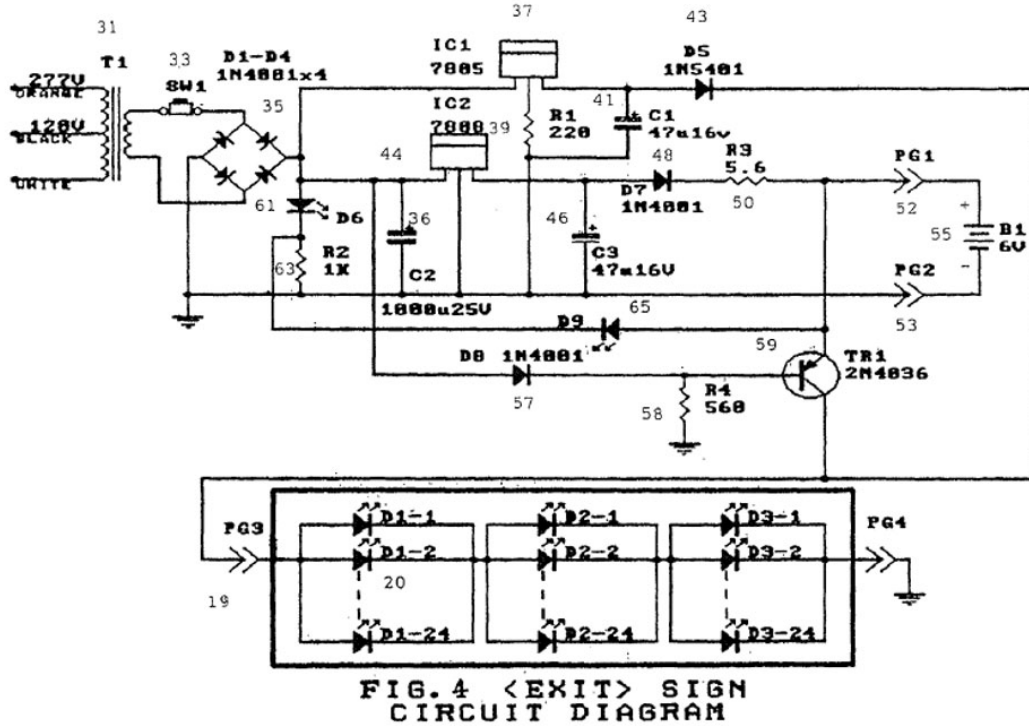 31
37
43
T1
33
D1-D4
1N4001x4
IC1
7805
D5
1N5401
277V
ORANGE
SW1
35
IC2
7808
39
R1
220
41
C1
47u16v
120V
BLACK
WHITE
44
48
R3
5.6
PG1
61
D6
36
46
D7
1N4001
50
52
+
55
B1
6V
-
63
R2
1K
C2
1000u25V
C3
47u16V
PG2
53
65
D9
59
TR1
2N4036
D8 1N4001
57
58
R4
560
PG3
D1-1
D2-1
D3-1
PG4
D1-2
D2-2
D3-2
19
20
D1-24
D2-24
D3-24
FIG.4 <EXIT> SIGN
CIRCUIT DIAGRAM